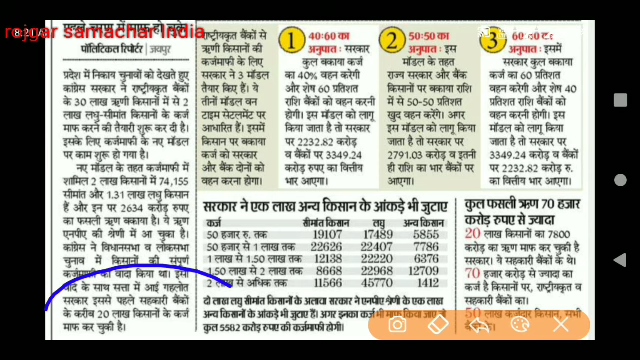 rojgar samachar India
पॉलिटिकल रिपोर्टर | जयपुर
प्रदेश में निकाय चुनावों को देखते हुए
कांग्रेस सरकार ने राष्ट्रीयकृत बैंकों
के 30 लाख ऋणी किसानों में से 2
लाख लघु-सीमांत किसानों के कर्ज
माफ करने की तैयारी शुरू कर दी है।
इसके लिए कर्जमाफी के नए मॉडल
पर काम शुरू हो गया है।
नए मॉडल के तहत कर्जमाफी में
शामिल 2 लाख किसानों में 74,155
सीमांत और 1.31 लाख लघु किसान
हैं और इन पर 2634 करोड़ रुपए
का फसली ऋण बकाया है। ये ऋण
एनपीए की श्रेणी में आ चुका है।
कांग्रेस ने विधानसभा व लोकसभा
चुनाव में किसानों की संपूर्ण
कर्जमाफी का वादा किया था। इसी
के साथ सत्ता में आई गहलोत
सरकार इससे पहले सहकारी बैंकों
के करीब 20 लाख किसानों के कर्ज
माफ कर चुकी है।
राष्ट्रीयकृत बैंकों से
ऋणी किसानों की
कर्जमाफी के लिए
सरकार ने 3 मॉडल
तैयार किए हैं। ये
तीनों मॉडल वन
टाइम सेटलमेंट पर
आधारित हैं। इसमें
किसान पर बकाया
कर्ज को सरकार
और बैंक दोनों को
वहन करना होगा।
1
40:60 का
अनुपात: सरकार
कुल बकाया कर्ज
का 40% वहन करेगी
और शेष 60 प्रतिशत
राशि बैंकों को वहन करनी
होगी। इस मॉडल को लागू
किया जाता है तो सरकार
पर 2232.82 करोड़
व बैंकों पर 3349.24
करोड़ रुपए का वित्तीय
भार आएगा।
2
50:50 का
अनुपात: इस
मॉडल के तहत
राज्य सरकार और बैंक
किसानों पर बकाया राशि
में से 50-50 प्रतिशत
खुद वहन करेंगे। अगर
इस मॉडल को लागू किया
जाता है तो सरकार पर
2791.03 करोड़ व इतनी
ही राशि का भार बैंकों पर
आएगा।
3
अनुपात: इसमें
सरकार कुल बकाया
कर्ज का 60 प्रतिशत
वहन करेगी और शेष 40
प्रतिशत राशि बैंकों को
वहन करनी होगी। इस
मॉडल को लागू किया
जाता है तो सरकार पर
3349.24 करोड़ व बैंकों
पर 2232.82 करोड़ रु.
का वित्तीय भार आएगा।
सरकार ने एक लाख अन्य किसानों के आंकड़े भी जुटाए
कर्ज सीमांत किसान लघु अन्य किसान
50 हजार रु. तक 19107 17489 5855
50 हजार से 1 लाख तक 22626 22407 7786
1 लाख से 1.50 लाख तक 12138 22220 6376
1.50 लाख से 2 लाख तक 8668 22968 12709
2 लाख से अधिक तक 11566 45770 1412
दो लाख लघु सीमांत किसानों के अलावा सरकार ने एनपीए श्रेणी के एक लाख
अन्य किसानों के आंकड़े भी जुटाए हैं। अगर इनका कर्ज भी माफ किया जाए तो
कुल 5582 करोड़ रुपए की कर्जमाफी होगी।
कुल फसली ऋण 70 हजार
करोड़ रुपए से ज्यादा
20 लाख किसानों का 7800
करोड़ का ऋण माफ कर चुकी है
सरकार। ये सहकारी बैंकों के हैं।
70 हजार करोड़ से ज्यादा का
कर्ज है किसानों पर, राष्ट्रीयकृत व
सहकारी बैंकों का।
50 लाख कर्जदार किसान, सभी